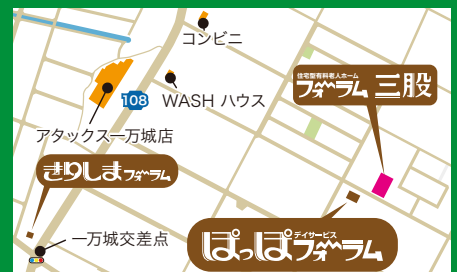 コンビニ
108
WASH ハウス
アタックス一万城店
住宅型有料老人ホーム
フォーラム 三股
きりしまフォーラム
一万城交差点
デイサービス
ぽっぽフォーラム